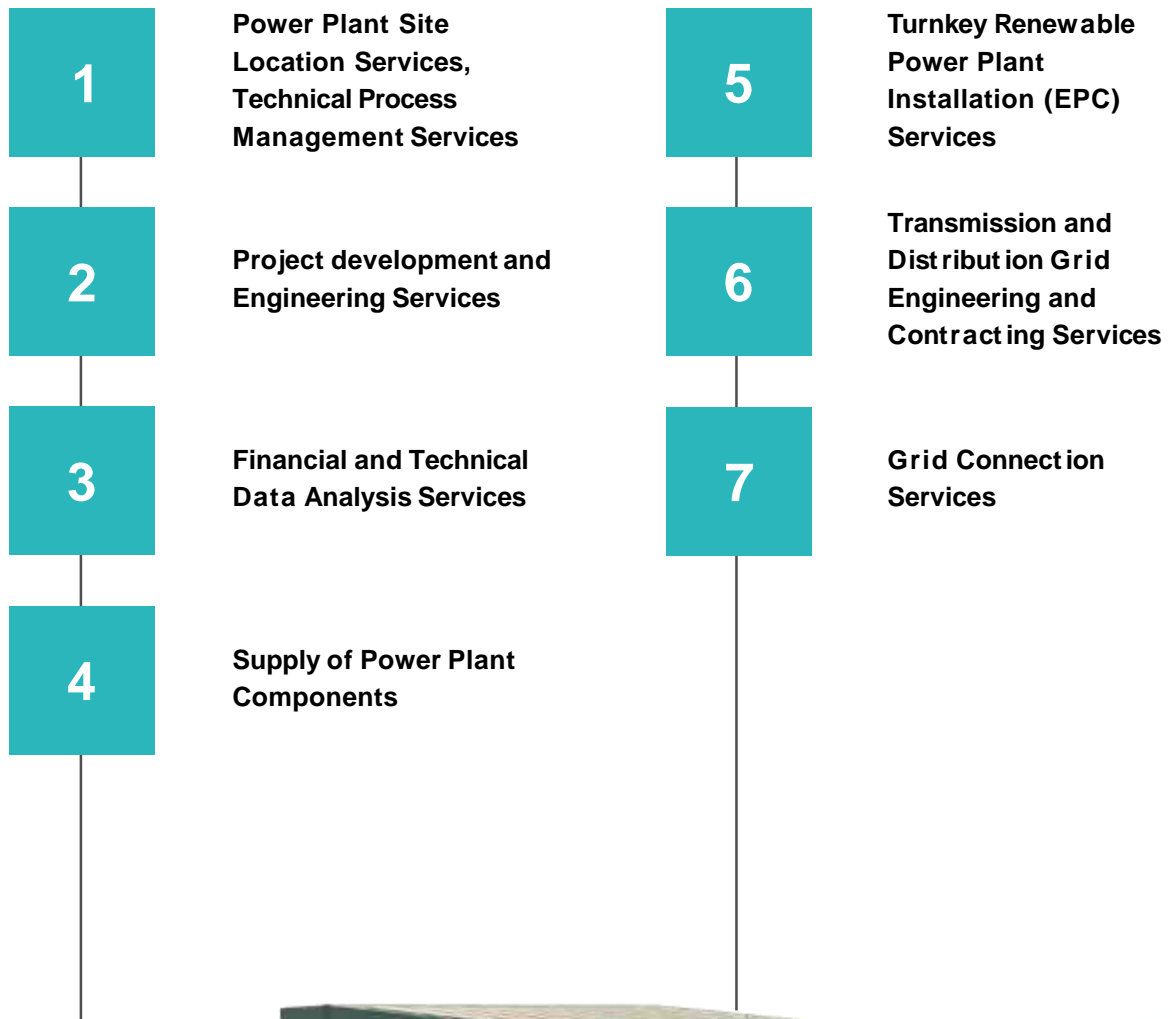 1
Power Plant Site
Location Services,
Technical Process
Management Services
2
Project development and
Engineering Services
3
Financial and Technical
Data Analysis Services
4
Supply of Power Plant
Components
5
Turnkey Renewable
Power Plant
Installation (EPC)
Services
6
Transmission and
Distribution Grid
Engineering and
Contracting Services
7
Grid Connection
Services